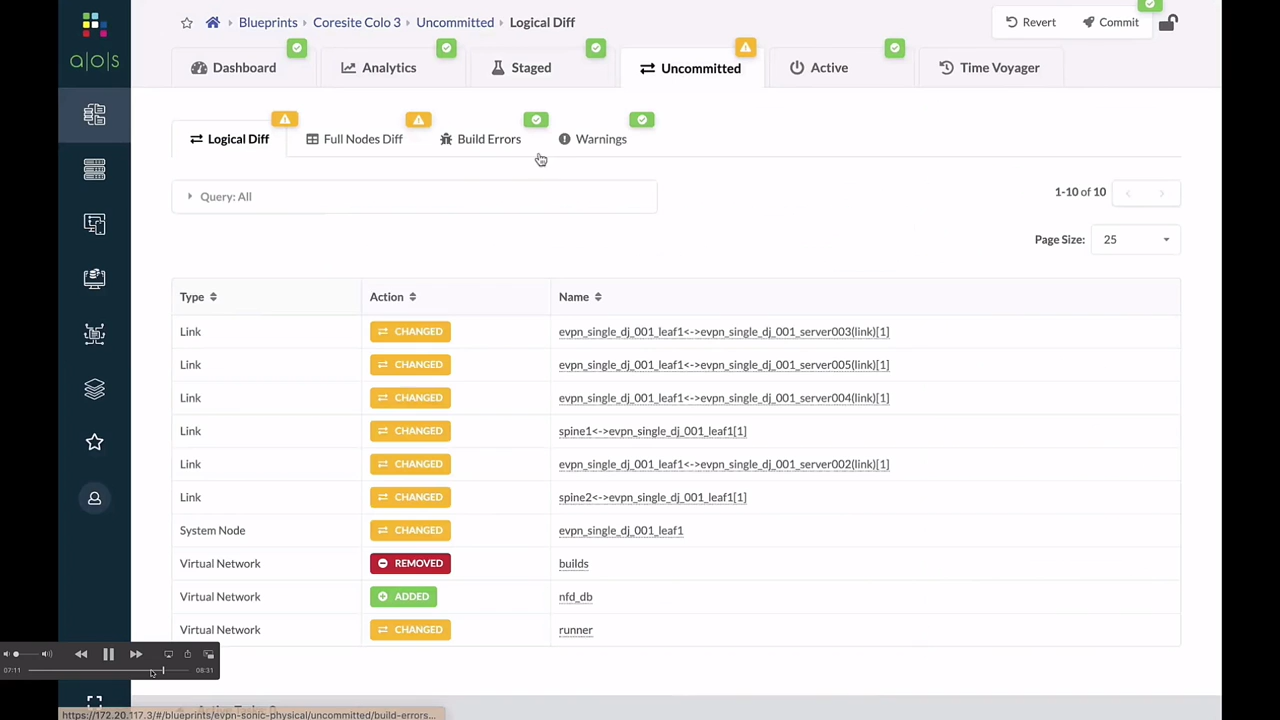 Blueprints › Coresite Colo 3 › Uncommitted › Logical Diff
Revert
Commit
a|o|s
Dashboard
Analytics
Staged
Uncommitted
Active
Time Voyager
Logical Diff
Full Nodes Diff
Build Errors
Warnings
Query: All
1-10 of 10
Page Size: 25
Type Action Name
Link CHANGED evpn_single_dj_001_leaf1<->evpn_single_dj_001_server003(link)[1]
Link CHANGED evpn_single_dj_001_leaf1<->evpn_single_dj_001_server005(link)[1]
Link CHANGED evpn_single_dj_001_leaf1<->evpn_single_dj_001_server004(link)[1]
Link CHANGED spine1<->evpn_single_dj_001_leaf1[1]
Link CHANGED evpn_single_dj_001_leaf1<->evpn_single_dj_001_server002(link)[1]
Link CHANGED spine2<->evpn_single_dj_001_leaf1[1]
System Node CHANGED evpn_single_dj_001_leaf1
Virtual Network REMOVED builds
Virtual Network ADDED nfd_db
Virtual Network CHANGED runner
07:11
08:31
https://172.20.117.3/#/blueprints/evpn-sonic-physical/uncommitted/build-errors...